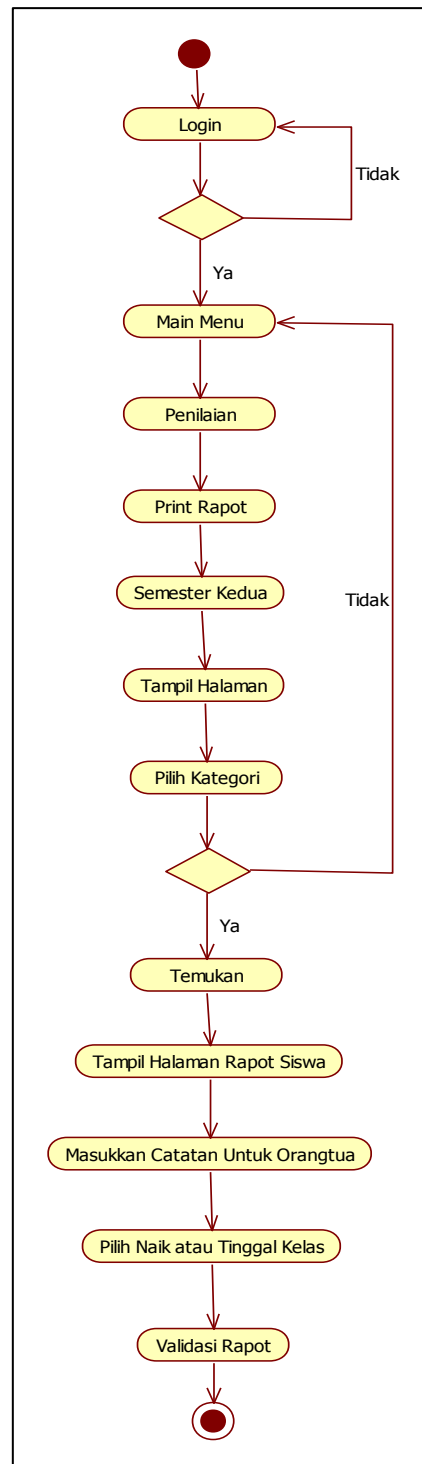 Login
Tidak
Ya
Main Menu
Penilaian
Print Rapot
Semester Kedua
Tidak
Tampil Halaman
Pilih Kategori
Ya
Temukan
Tampil Halaman Rapot Siswa
Masukkan Catatan Untuk Orangtua
Pilih Naik atau Tinggal Kelas
Validasi Rapot